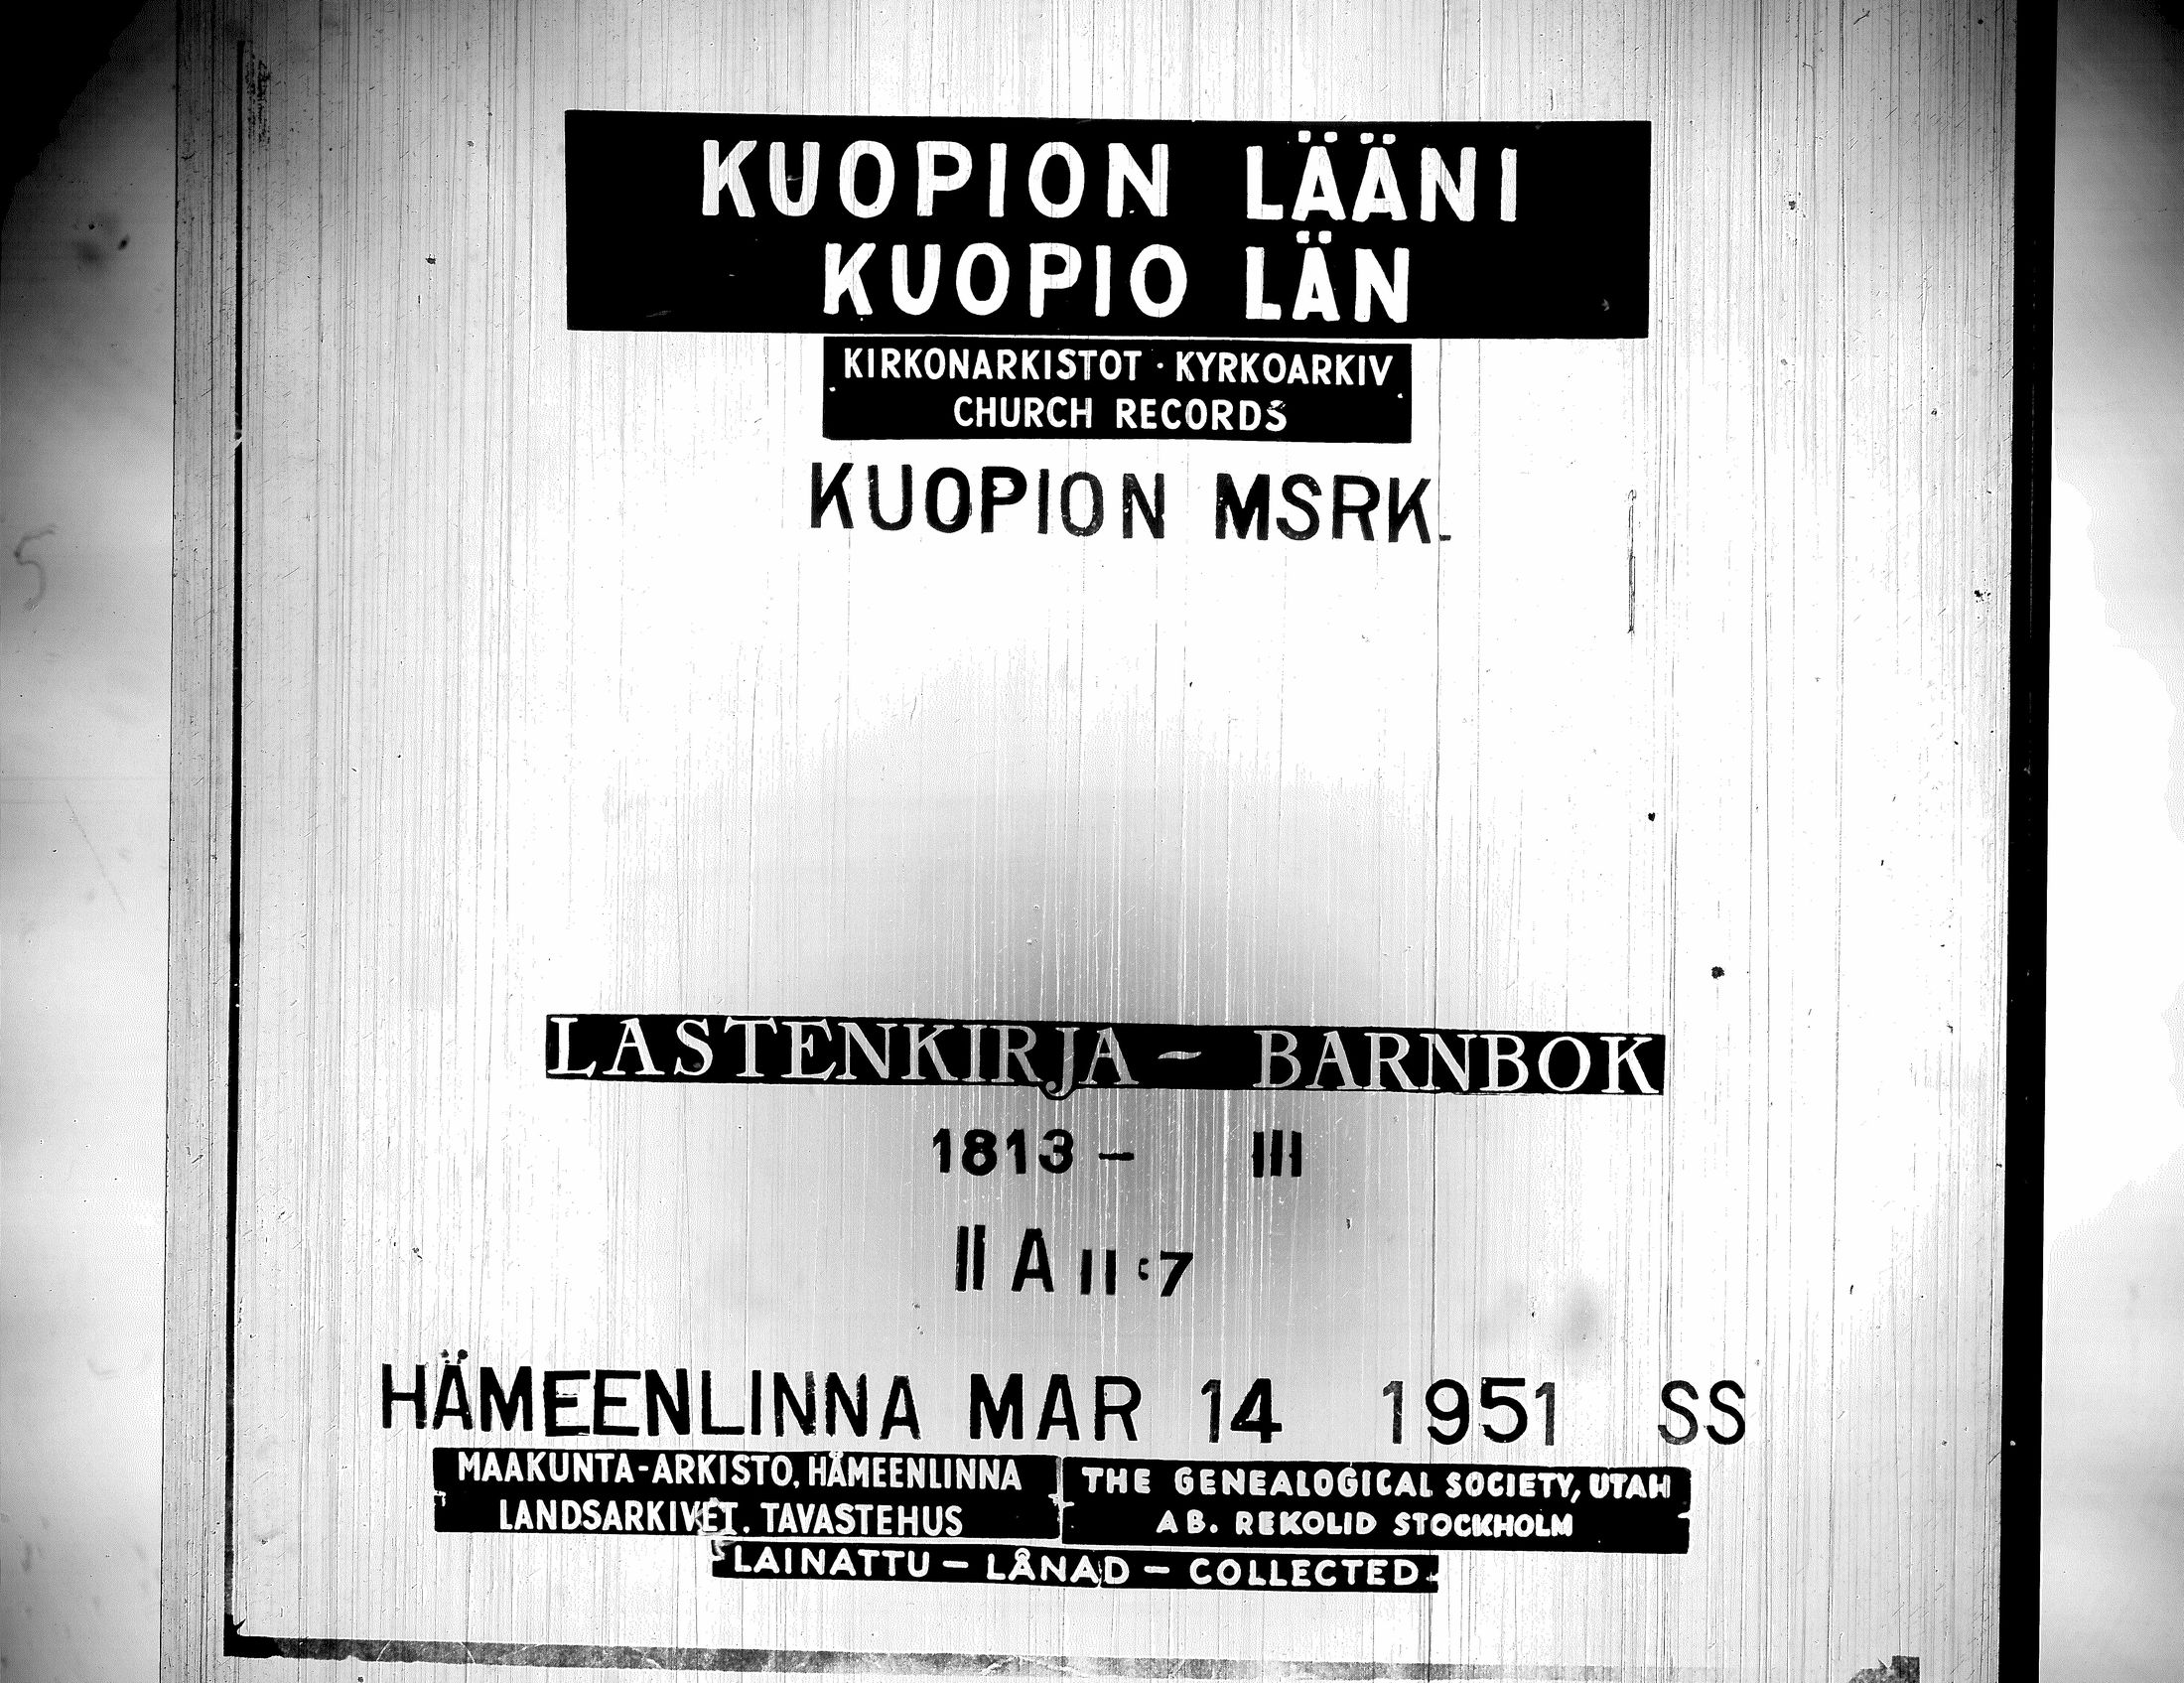 KUOPION LÄÄNI
KUOPIO LÄN
KIRKONARKISTOT · KYRKOARKIV
CHURCH RECORDS
KUOPION MSRK.
5
LASTENKIRJA – BARNBOK
1813 – III
II A II:7
HÄMEENLINNA MAR 14 1951 SS
MAAKUNTA-ARKISTO, HÄMEENLINNA
LANDSARKIVET. TAVASTEHUS
THE GENEALOGICAL SOCIETY, UTAH
AB. REKOLID STOCKHOLM
LAINATTU – LÅNAD – COLLECTED